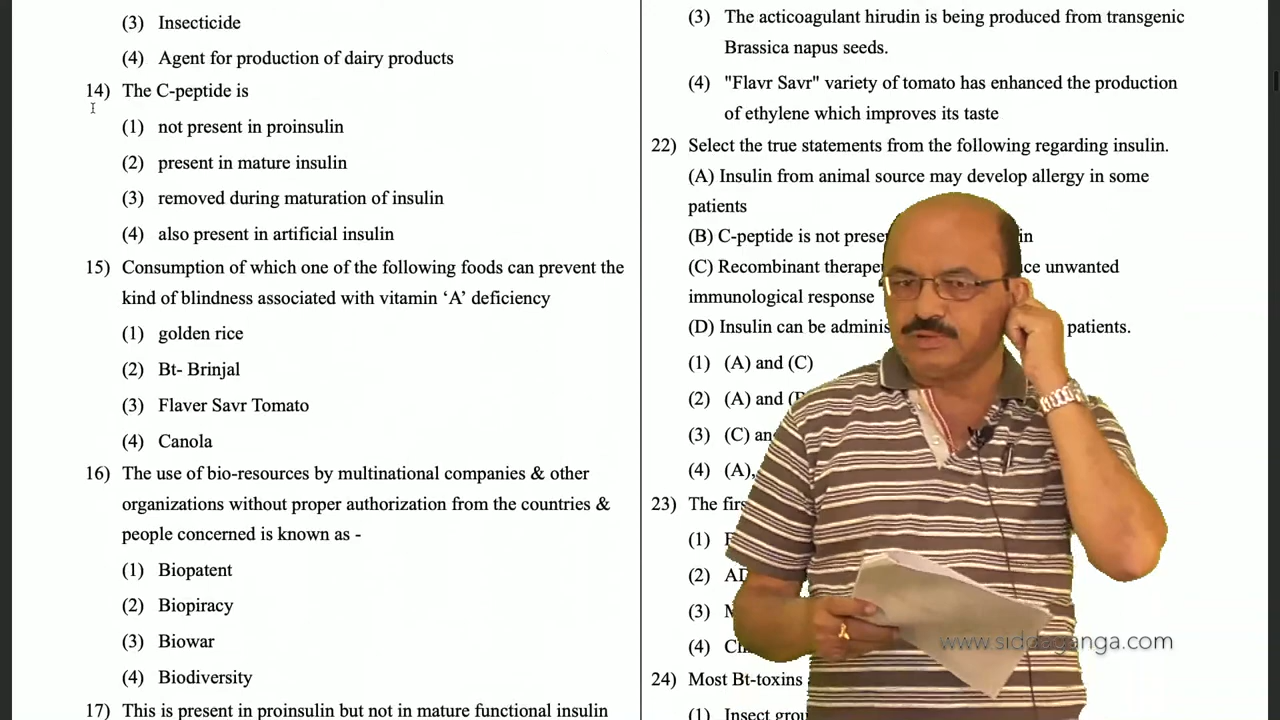 (3) Insecticide
(4) Agent for production of dairy products
14) The C-peptide is
(1) not present in proinsulin
(2) present in mature insulin
(3) removed during maturation of insulin
(4) also present in artificial insulin
15) Consumption of which one of the following foods can prevent the
kind of blindness associated with vitamin ‘A’ deficiency
(1) golden rice
(2) Bt- Brinjal
(3) Flaver Savr Tomato
(4) Canola
16) The use of bio-resources by multinational companies & other
organizations without proper authorization from the countries &
people concerned is known as -
(1) Biopatent
(2) Biopiracy
(3) Biowar
(4) Biodiversity
17) This is present in proinsulin but not in mature functional insulin
(3) The acticoagulant hirudin is being produced from transgenic
Brassica napus seeds.
(4) "Flavr Savr" variety of tomato has enhanced the production
of ethylene which improves its taste
22) Select the true statements from the following regarding insulin.
(A) Insulin from animal source may develop allergy in some
patients
(B) C-peptide is not
(C) Recombinant unwanted
immunological response
(D) Insulin can be patients.
(1) (A) and (C)
(2) (A) and
(3) (C)
(4) (A),
23) The
(1)
(2)
(3)
(4)
24) Most Bt-toxins
(1) Insect
www.siddaganga.com